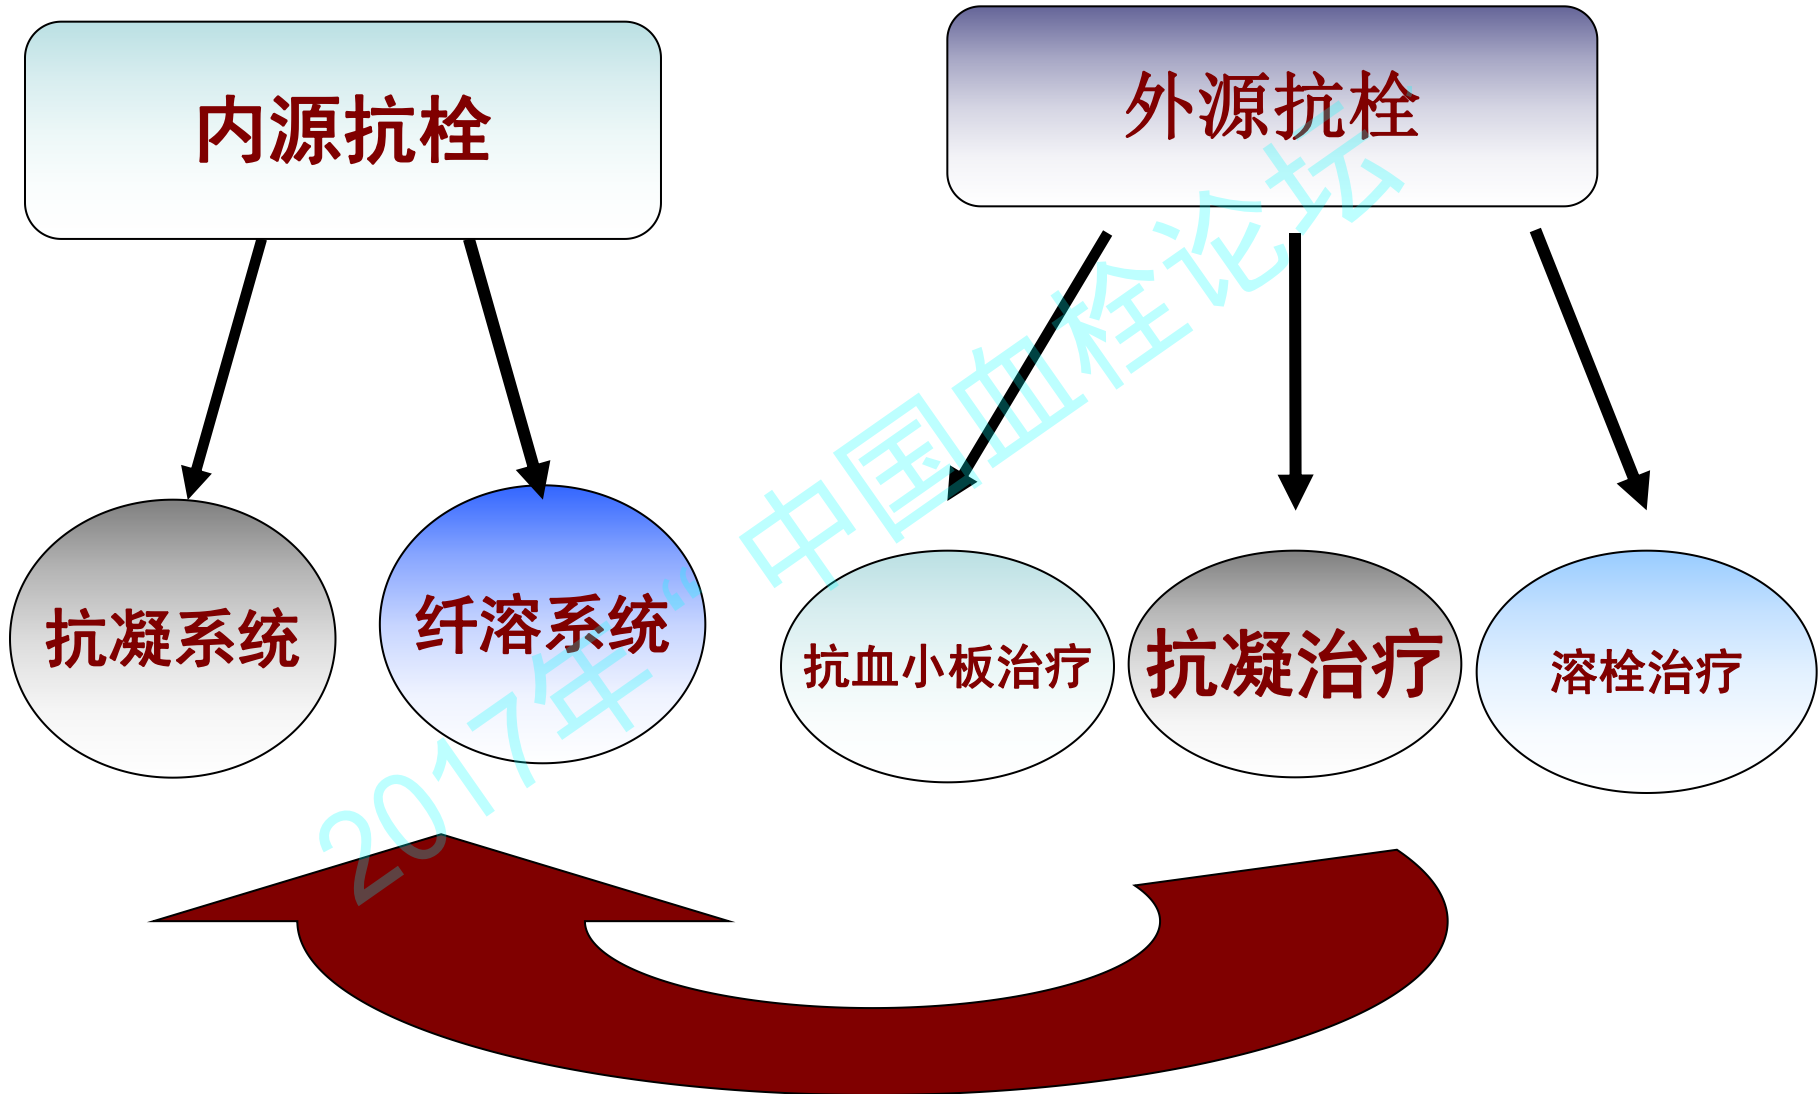 内源抗栓
外源抗栓
抗凝系统
纤溶系统
抗血小板治疗
抗凝治疗
溶栓治疗
2017年“中国血栓论坛